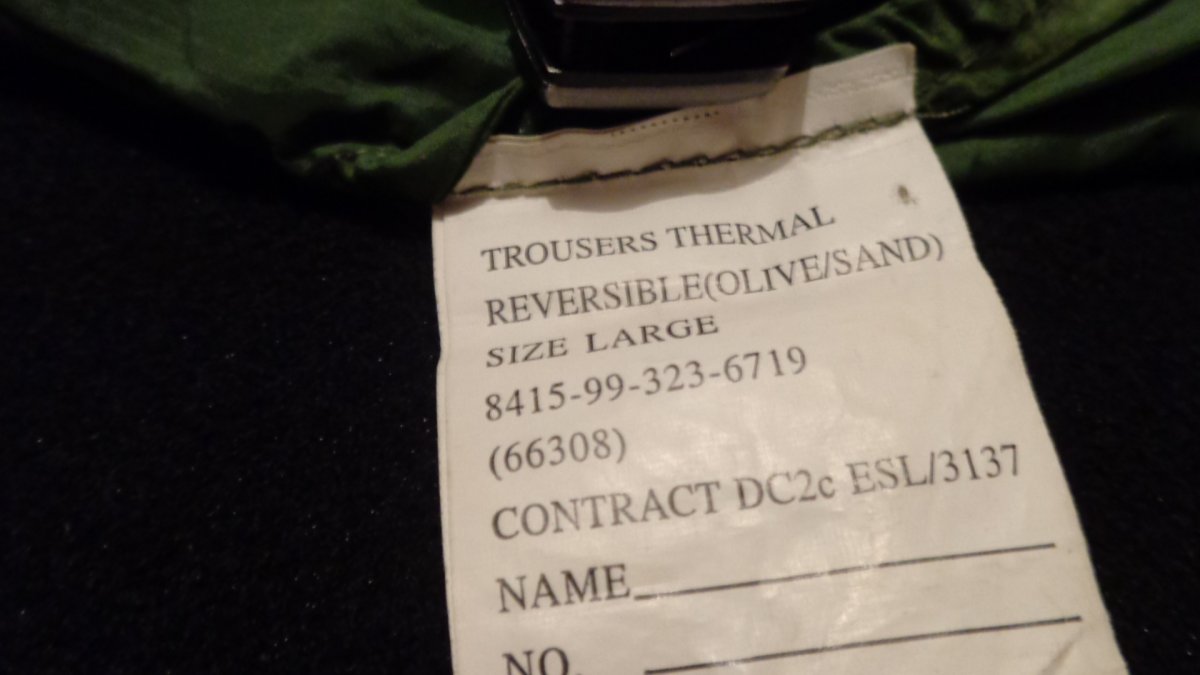 TROUSERS THERMAL
REVERSIBLE(OLIVE/SAND)
SIZE LARGE
8415-99-323-6719
(66308)
CONTRACT DC2c ESL/3137
NAME
NO.